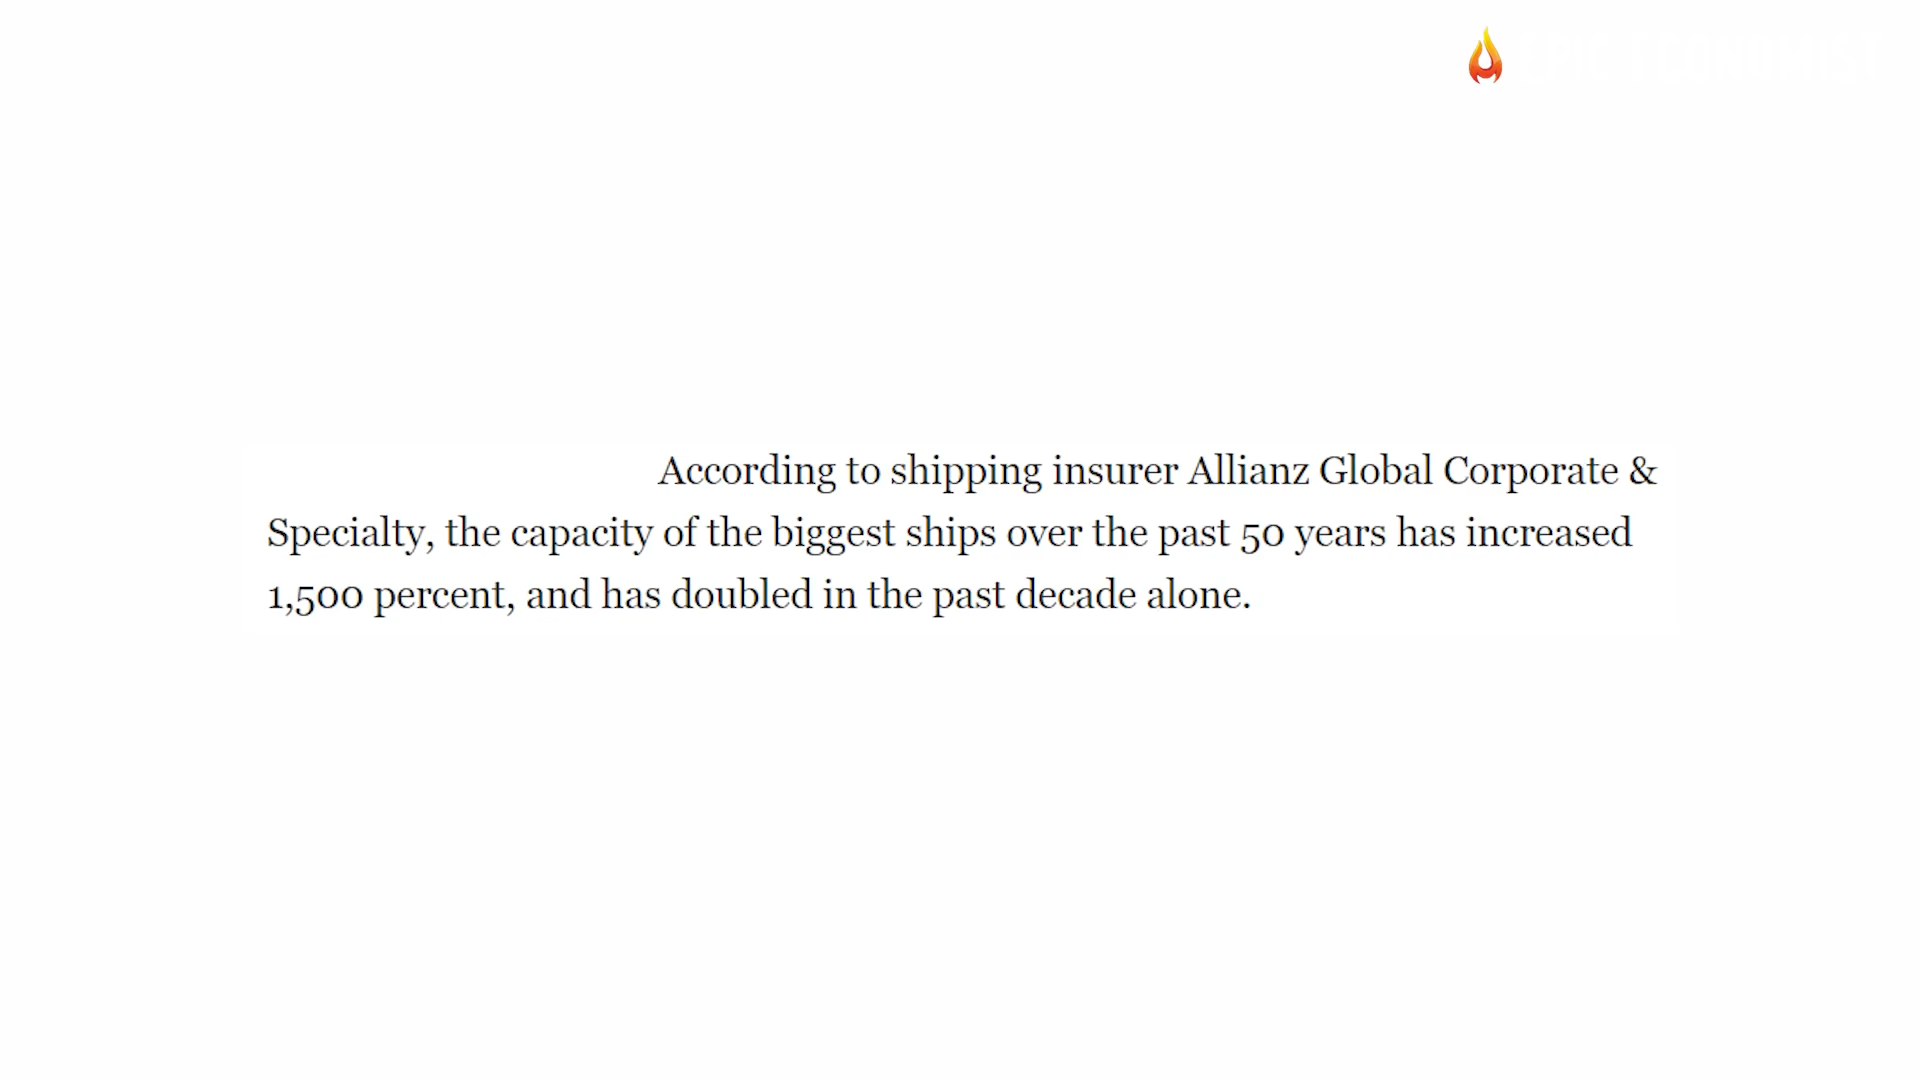 According to shipping insurer Allianz Global Corporate &
Specialty, the capacity of the biggest ships over the past 50 years has increased
1,500 percent, and has doubled in the past decade alone.